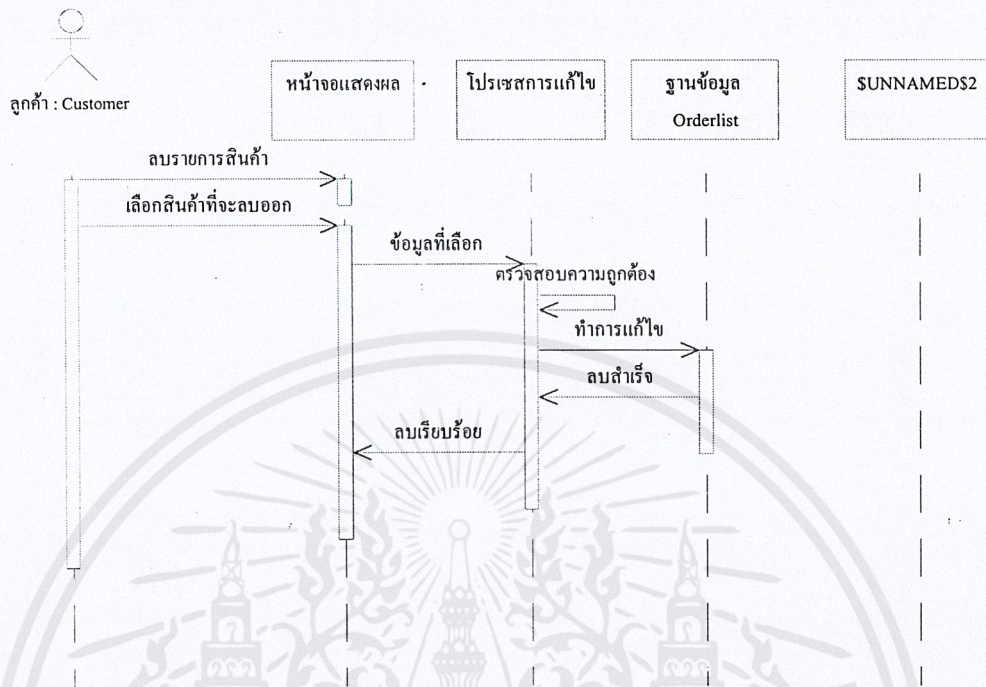 ลูกค้า : Customer
หน้าจอแสดงผล
โปรเซสการแก้ไข
ฐานข้อมูล
Orderlist
$UNNAMED$2
ลบรายการสินค้า
เลือกสินค้าที่จะลบออก
ข้อมูลที่เลือก
ตรวจสอบความถูกต้อง
ทำการแก้ไข
ลบสำเร็จ
ลบเรียบร้อย